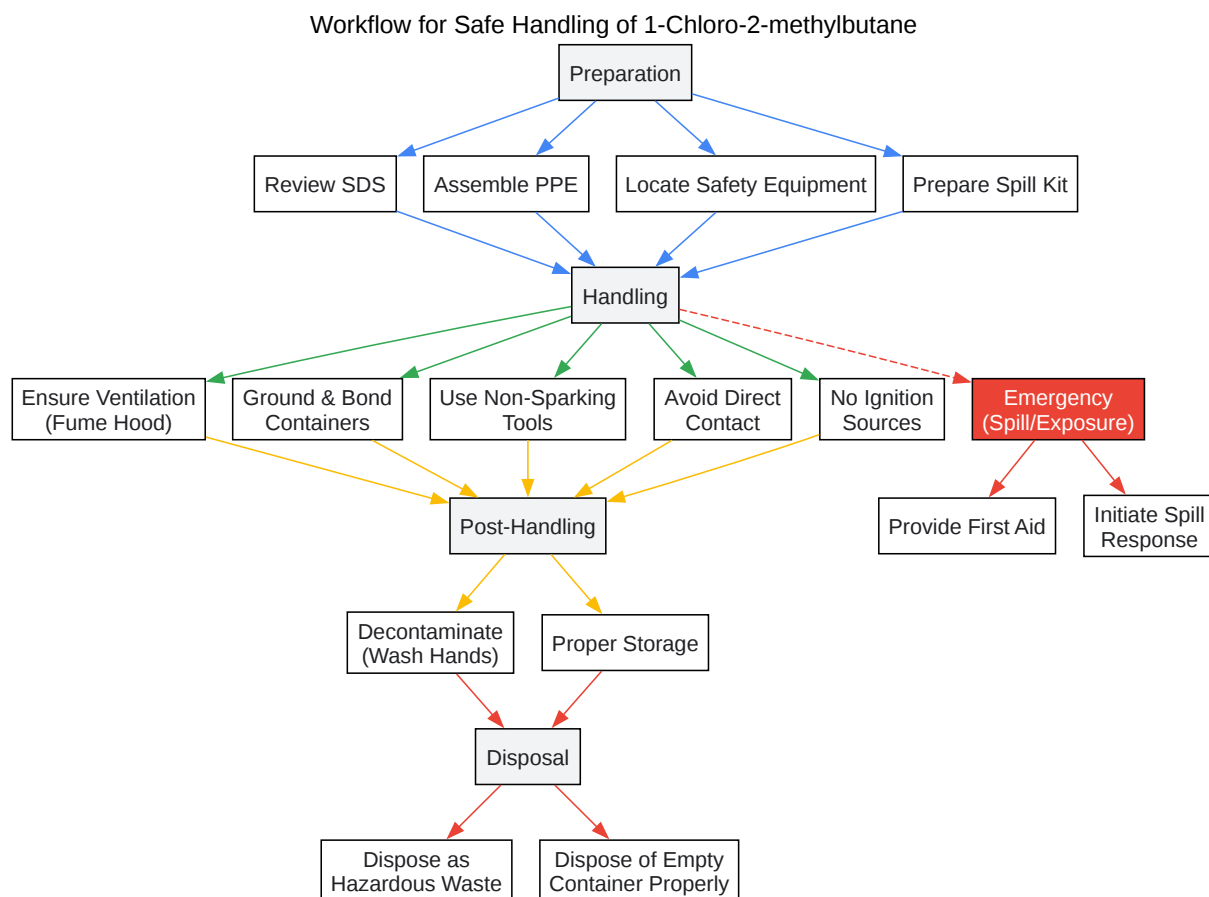 Workflow for Safe Handling of 1-Chloro-2-methylbutane
Preparation
Review SDS
Assemble PPE
Locate Safety Equipment
Prepare Spill Kit
Handling
Ensure Ventilation
(Fume Hood)
Ground & Bond
Containers
Use Non-Sparking
Tools
Avoid Direct
Contact
No Ignition
Sources
Emergency
(Spill/Exposure)
Post-Handling
Provide First Aid
Initiate Spill
Response
Decontaminate
(Wash Hands)
Proper Storage
Disposal
Dispose as
Hazardous Waste
Dispose of Empty
Container Properly